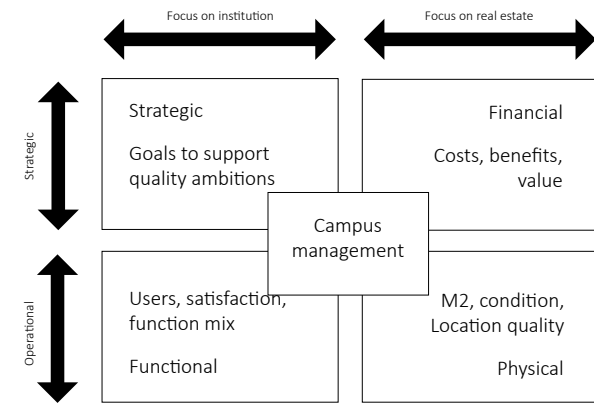 Focus on institution
Focus on real estate
Strategic
Strategic
Goals to support
quality ambitions
Financial
Costs, benefits,
value
Campus
management
Operational
Users, satisfaction,
function mix
Functional
M2, condition,
Location quality
Physical